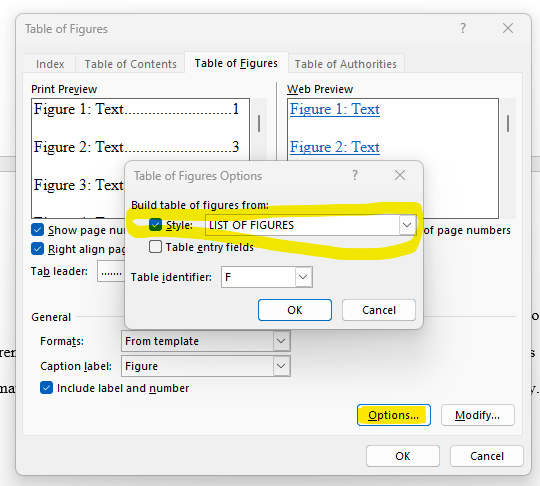 Table of Figures ?
Index Table of Contents Table of Figures Table of Authorities
Print Preview Web Preview
Figure 1: Text..............................1 Figure 1: Text
Figure 2: Text..............................3 Figure 2: Text
Figure 3: Text
Table of Figures Options ?
Build table of figures from:
Style: LIST OF FIGURES
Table entry fields
Table identifier: F
OK Cancel
Show page of page numbers
Right align
Tab leader: .......
General
Formats: From template
Caption label: Figure
Include label and number
Options... Modify...
OK Cancel